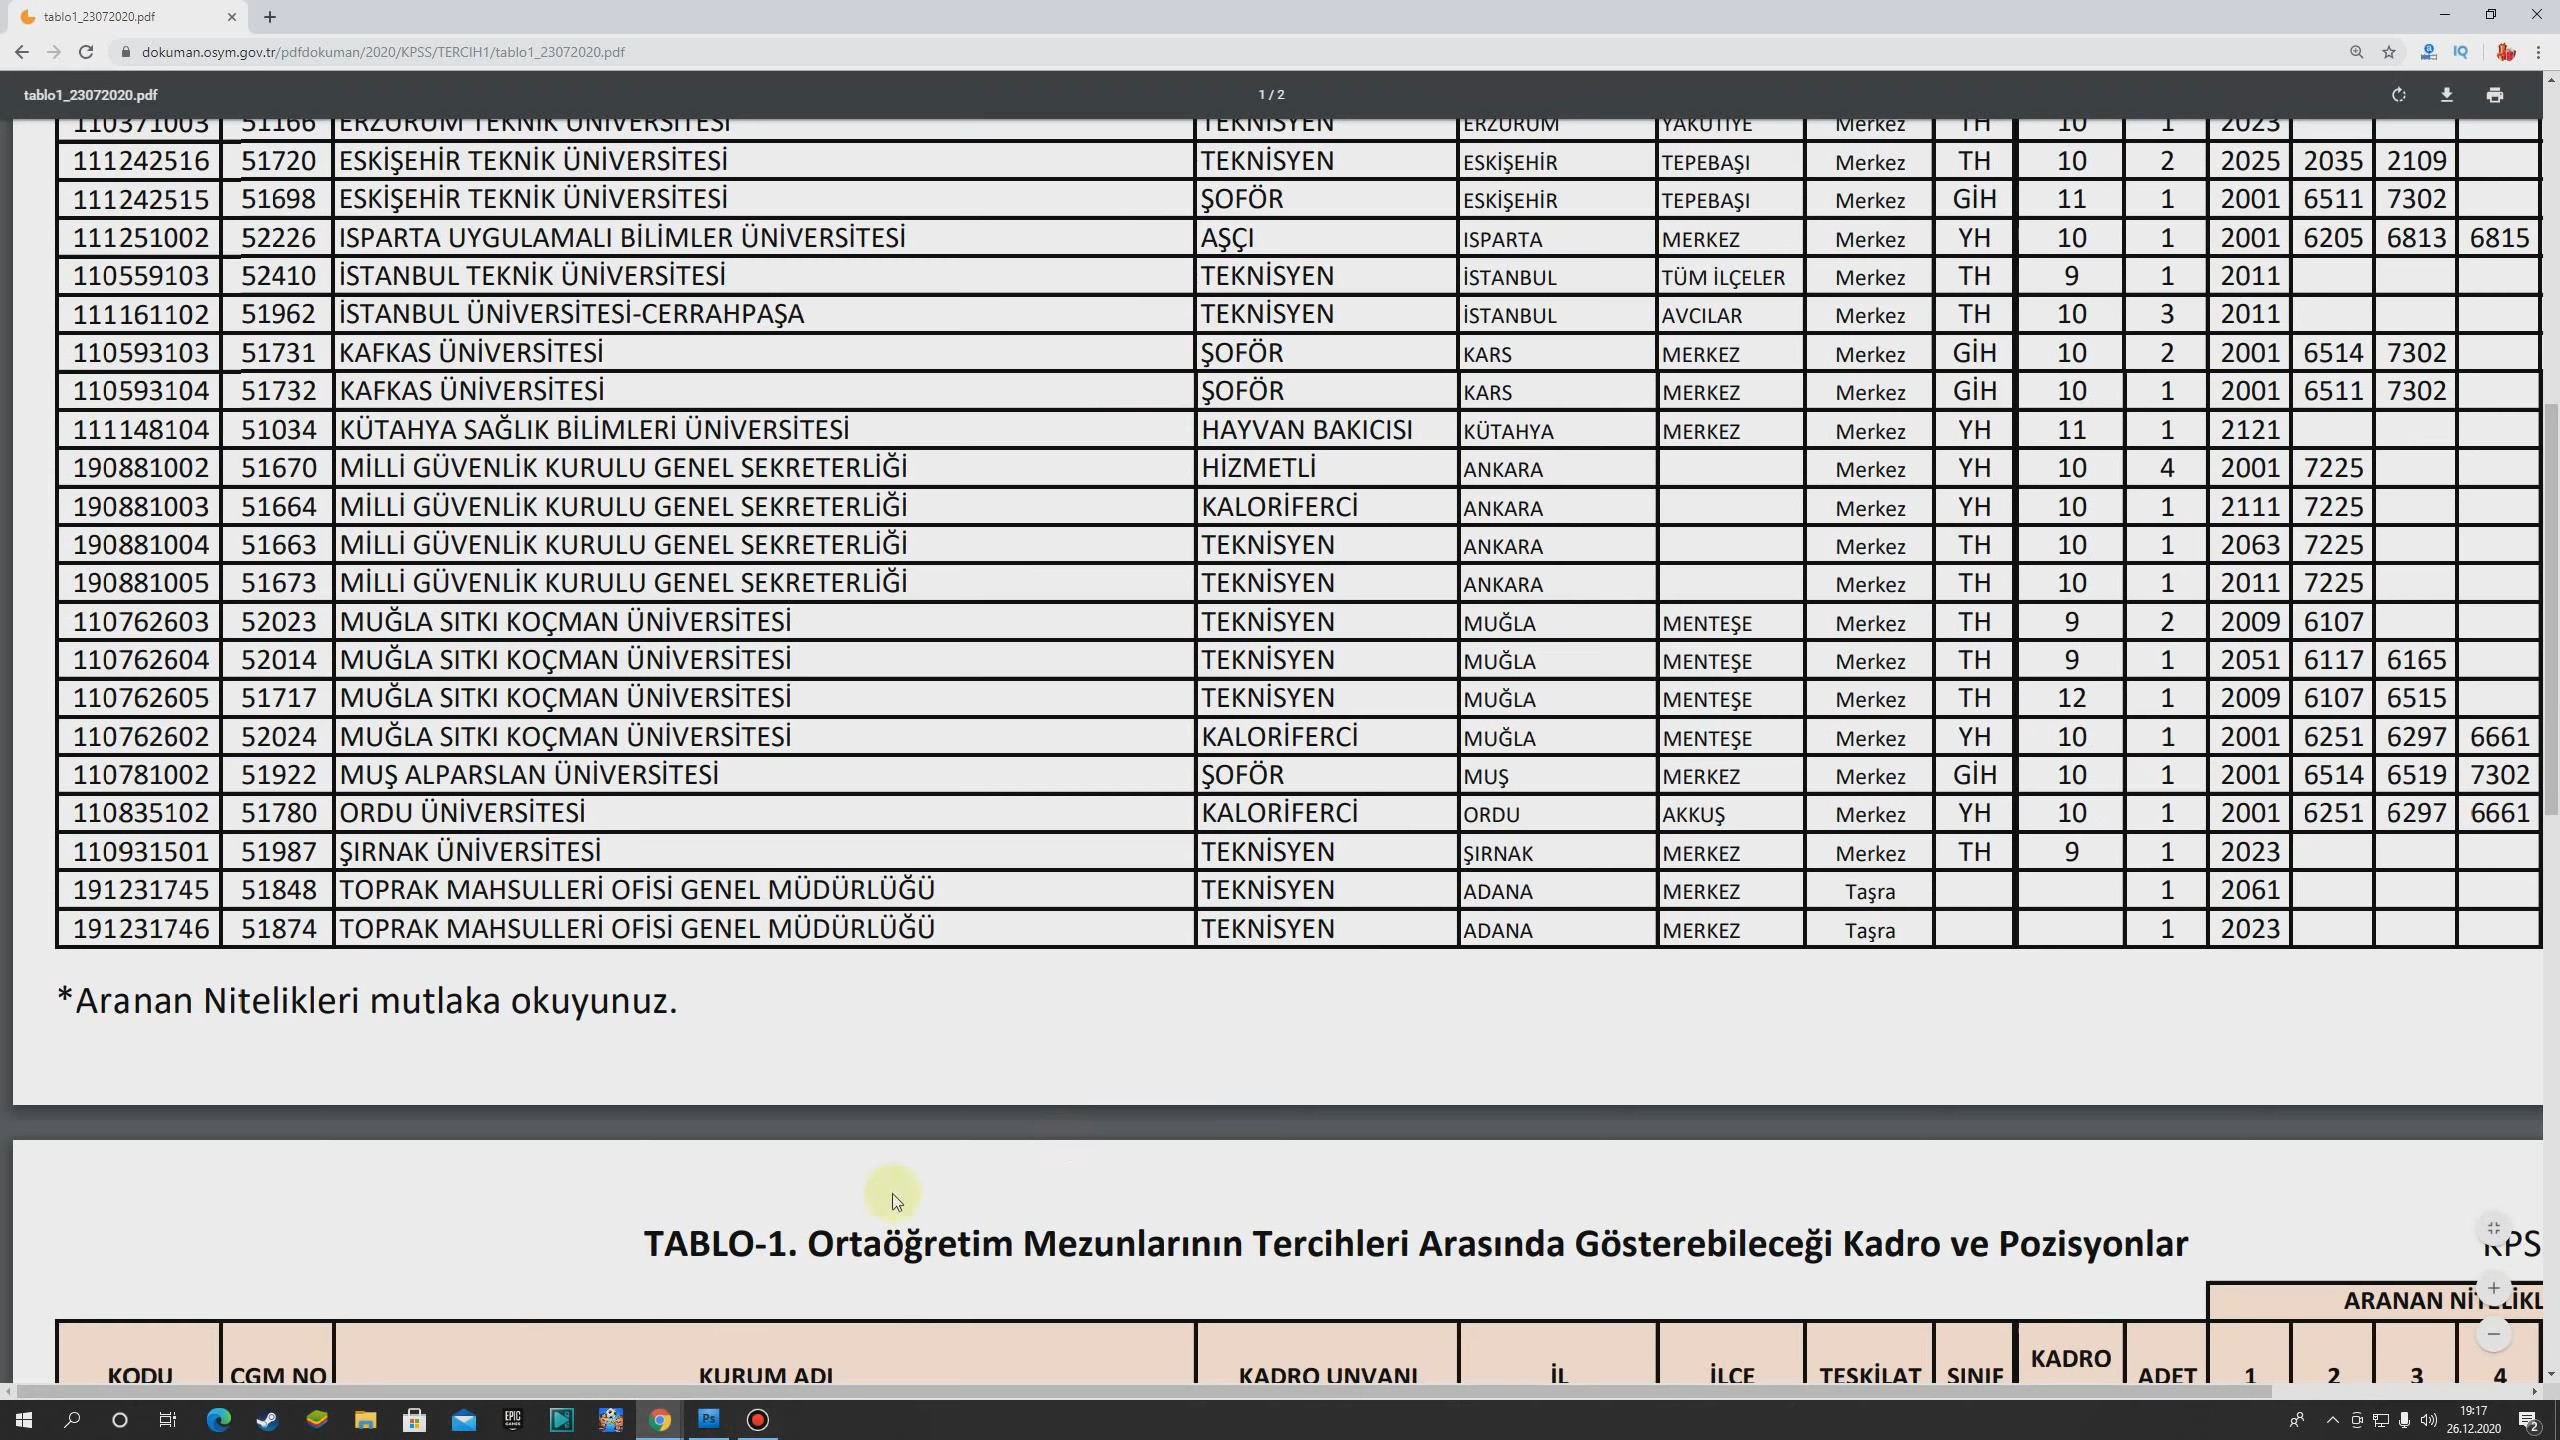 tablo1_23072020.pdf
dokuman.osym.gov.tr/pdfdokuman/2020/KPSS/TERCIH1/tablo1_23072020.pdf
tablo1_23072020.pdf 1 / 2
110371003 51166 ERZURUM TEKNİK ÜNİVERSİTESİ TEKNİSYEN ERZURUM YAKUTİYE Merkez TH 10 1 2023
111242516 51720 ESKİŞEHİR TEKNİK ÜNİVERSİTESİ TEKNİSYEN ESKİŞEHİR TEPEBAŞI Merkez TH 10 2 2025 2035 2109
111242515 51698 ESKİŞEHİR TEKNİK ÜNİVERSİTESİ ŞOFÖR ESKİŞEHİR TEPEBAŞI Merkez GİH 11 1 2001 6511 7302
111251002 52226 ISPARTA UYGULAMALI BİLİMLER ÜNİVERSİTESİ AŞÇI ISPARTA MERKEZ Merkez YH 10 1 2001 6205 6813 6815
110559103 52410 İSTANBUL TEKNİK ÜNİVERSİTESİ TEKNİSYEN İSTANBUL TÜM İLÇELER Merkez TH 9 1 2011
111161102 51962 İSTANBUL ÜNİVERSİTESİ-CERRAHPAŞA TEKNİSYEN İSTANBUL AVCILAR Merkez TH 10 3 2011
110593103 51731 KAFKAS ÜNİVERSİTESİ ŞOFÖR KARS MERKEZ Merkez GİH 10 2 2001 6514 7302
110593104 51732 KAFKAS ÜNİVERSİTESİ ŞOFÖR KARS MERKEZ Merkez GİH 10 1 2001 6511 7302
111148104 51034 KÜTAHYA SAĞLIK BİLİMLERİ ÜNİVERSİTESİ HAYVAN BAKICISI KÜTAHYA MERKEZ Merkez YH 11 1 2121
190881002 51670 MİLLİ GÜVENLİK KURULU GENEL SEKRETERLİĞİ HİZMETLİ ANKARA Merkez YH 10 4 2001 7225
190881003 51664 MİLLİ GÜVENLİK KURULU GENEL SEKRETERLİĞİ KALORİFERCİ ANKARA Merkez YH 10 1 2111 7225
190881004 51663 MİLLİ GÜVENLİK KURULU GENEL SEKRETERLİĞİ TEKNİSYEN ANKARA Merkez TH 10 1 2063 7225
190881005 51673 MİLLİ GÜVENLİK KURULU GENEL SEKRETERLİĞİ TEKNİSYEN ANKARA Merkez TH 10 1 2011 7225
110762603 52023 MUĞLA SITKI KOÇMAN ÜNİVERSİTESİ TEKNİSYEN MUĞLA MENTEŞE Merkez TH 9 2 2009 6107
110762604 52014 MUĞLA SITKI KOÇMAN ÜNİVERSİTESİ TEKNİSYEN MUĞLA MENTEŞE Merkez TH 9 1 2051 6117 6165
110762605 51717 MUĞLA SITKI KOÇMAN ÜNİVERSİTESİ TEKNİSYEN MUĞLA MENTEŞE Merkez TH 12 1 2009 6107 6515
110762602 52024 MUĞLA SITKI KOÇMAN ÜNİVERSİTESİ KALORİFERCİ MUĞLA MENTEŞE Merkez YH 10 1 2001 6251 6297 6661
110781002 51922 MUŞ ALPARSLAN ÜNİVERSİTESİ ŞOFÖR MUŞ MERKEZ Merkez GİH 10 1 2001 6514 6519 7302
110835102 51780 ORDU ÜNİVERSİTESİ KALORİFERCİ ORDU AKKUŞ Merkez YH 10 1 2001 6251 6297 6661
110931501 51987 ŞIRNAK ÜNİVERSİTESİ TEKNİSYEN ŞIRNAK MERKEZ Merkez TH 9 1 2023
191231745 51848 TOPRAK MAHSULLERİ OFİSİ GENEL MÜDÜRLÜĞÜ TEKNİSYEN ADANA MERKEZ Taşra 1 2061
191231746 51874 TOPRAK MAHSULLERİ OFİSİ GENEL MÜDÜRLÜĞÜ TEKNİSYEN ADANA MERKEZ Taşra 1 2023
*Aranan Nitelikleri mutlaka okuyunuz.
TABLO-1. Ortaöğretim Mezunlarının Tercihleri Arasında Gösterebileceği Kadro ve Pozisyonlar KPS
ARANAN NİTELİKL
KODU CGM NO KURUM ADI KADRO UNVANI İL İLÇE TEŞKİLAT SINIF KADRO ADET 1 2 3 4
19:17
26.12.2020